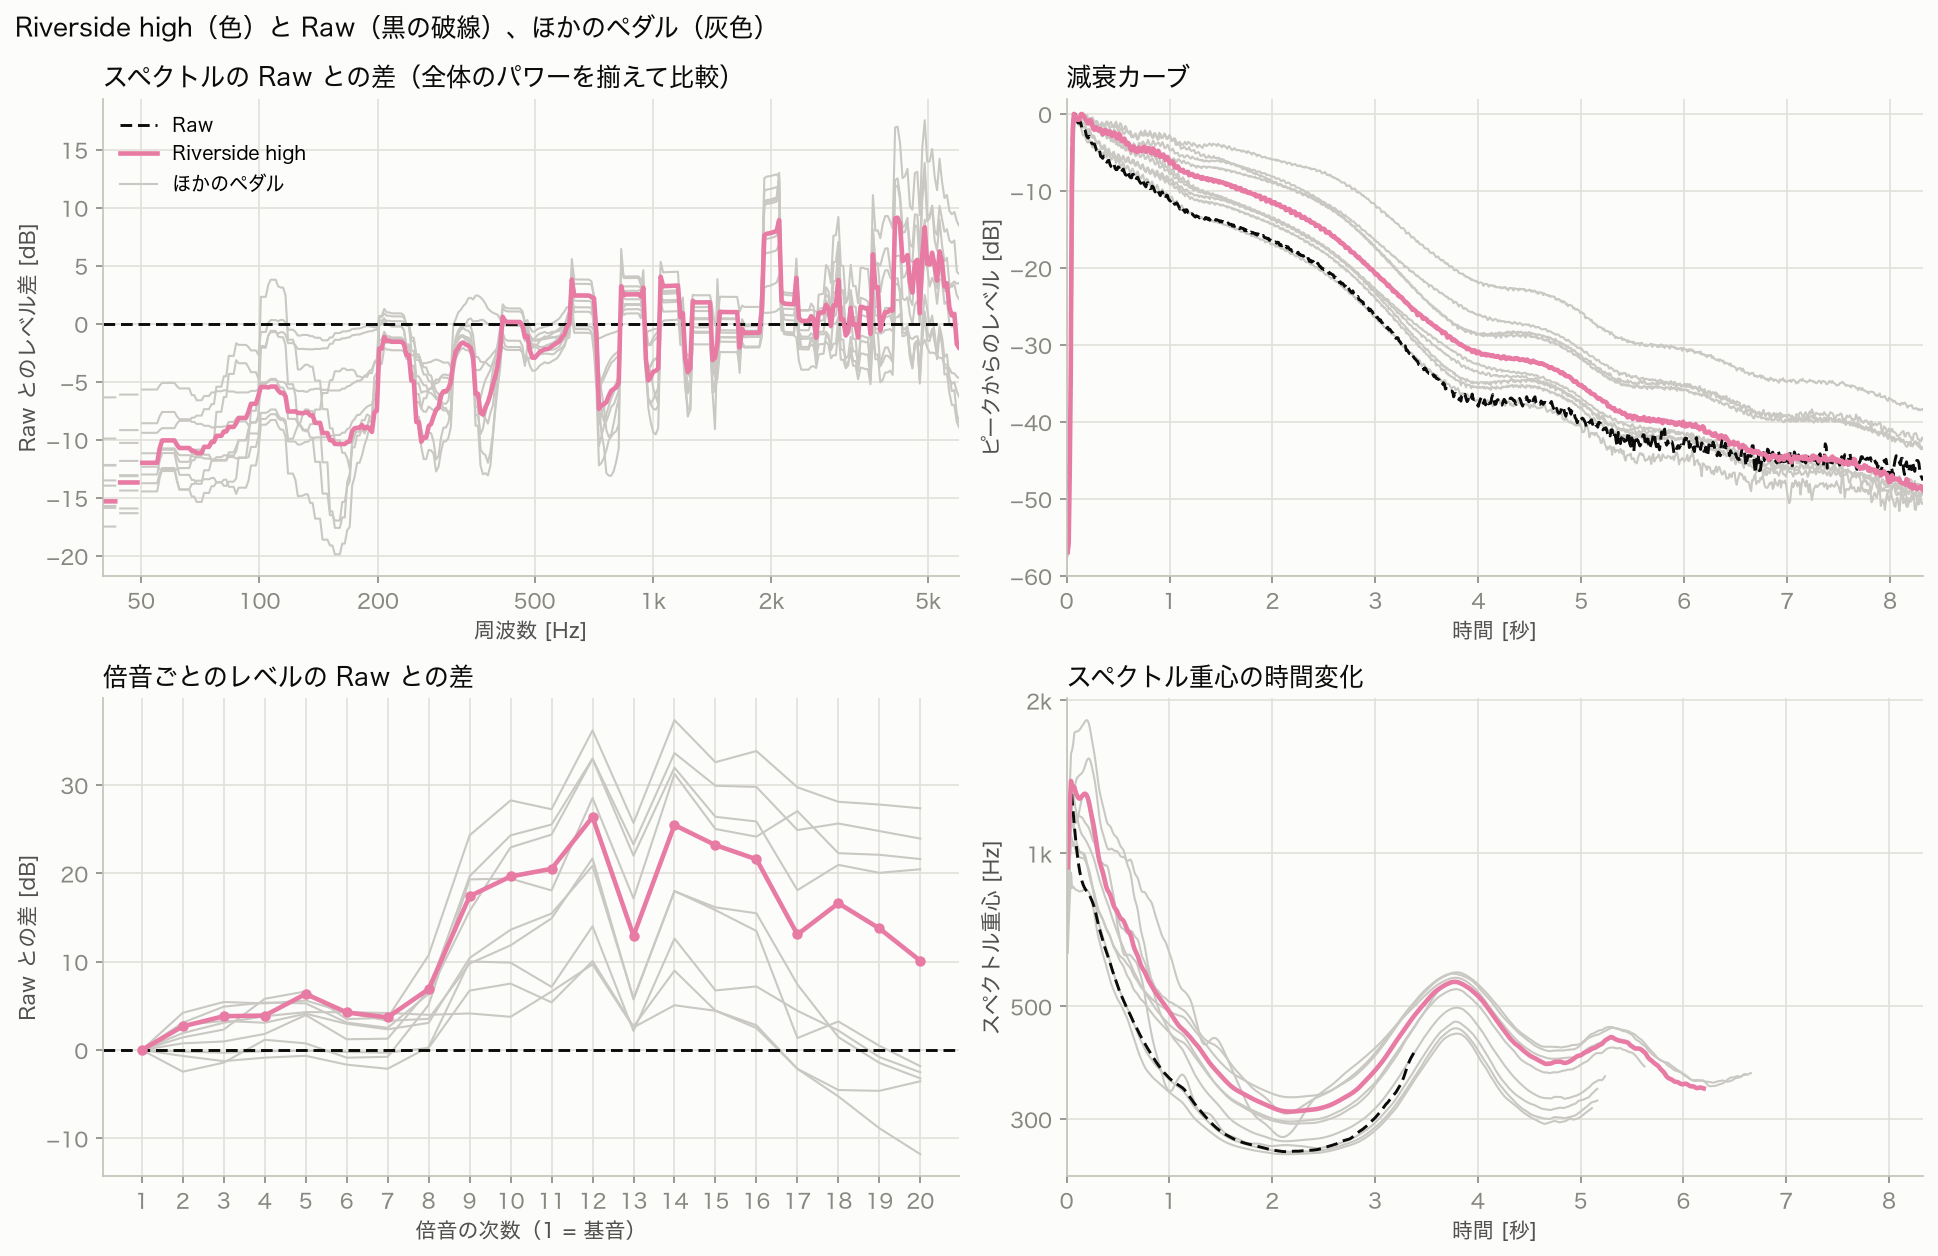 Riverside high（色）と Raw（黒の破線）、ほかのペダル（灰色）
スペクトルの Raw との差（全体のパワーを揃えて比較）
Raw
Riverside high
ほかのペダル
Raw とのレベル差 [dB]
15
10
5
0
−5
−10
−15
−20
50 100 200 500 1k 2k 5k
周波数 [Hz]
減衰カーブ
ピークからのレベル [dB]
0
−10
−20
−30
−40
−50
−60
0 1 2 3 4 5 6 7 8
時間 [秒]
倍音ごとのレベルの Raw との差
Raw との差 [dB]
30
20
10
0
−10
1 2 3 4 5 6 7 8 9 10 11 12 13 14 15 16 17 18 19 20
倍音の次数（1 = 基音）
スペクトル重心の時間変化
スペクトル重心 [Hz]
2k
1k
500
300
0 1 2 3 4 5 6 7 8
時間 [秒]